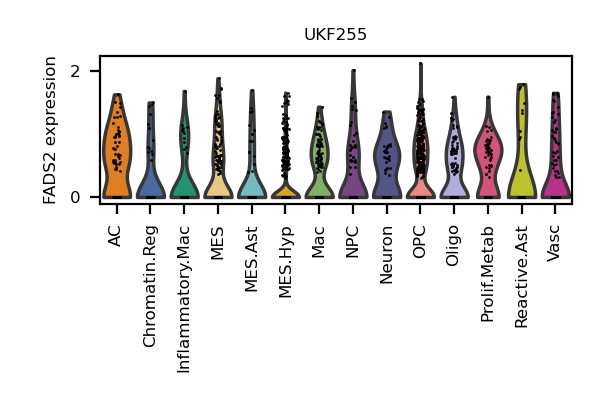 UKF255
FADS2 expression
2
0
AC
Chromatin.Reg
Inflammatory.Mac
MES
MES.Ast
MES.Hyp
Mac
NPC
Neuron
OPC
Oligo
Prolif.Metab
Reactive.Ast
Vasc